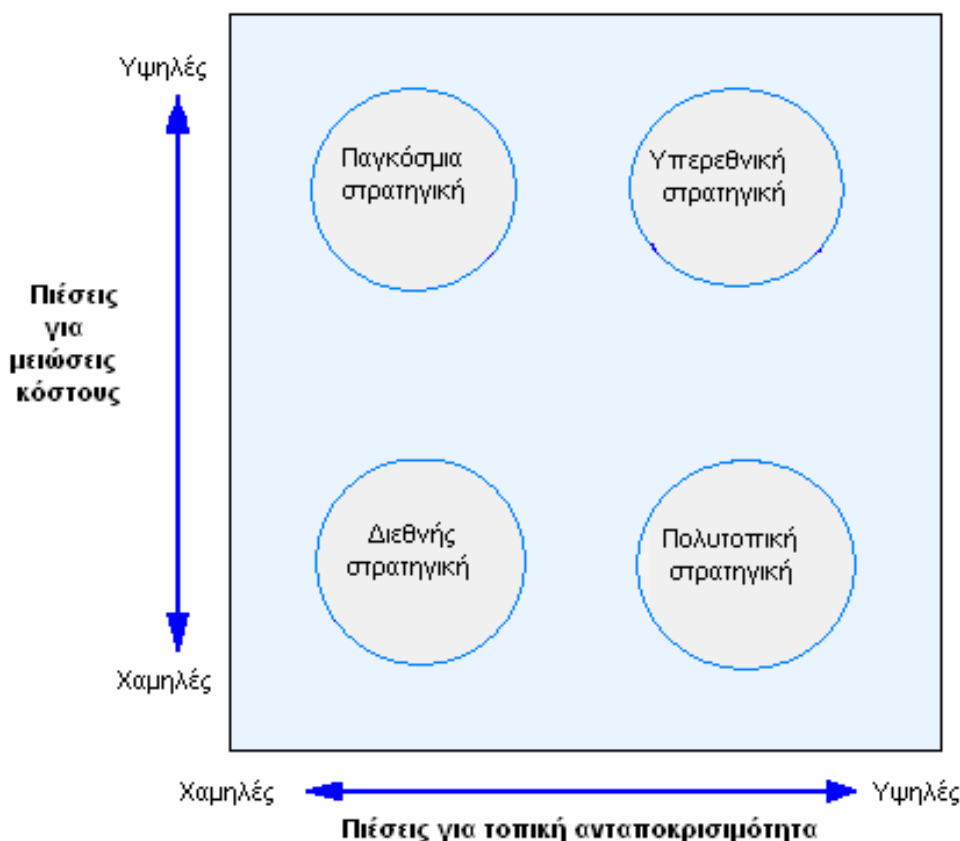 Υψηλές
Παγκόσμια
στρατηγική
Υπερεθνική
στρατηγική
Πιέσεις
για
μειώσεις
κόστους
Διεθνής
στρατηγική
Πολυτοπική
στρατηγική
Χαμηλές
Χαμηλές
Υψηλές
Πιέσεις για τοπική ανταποκρισιμότητα